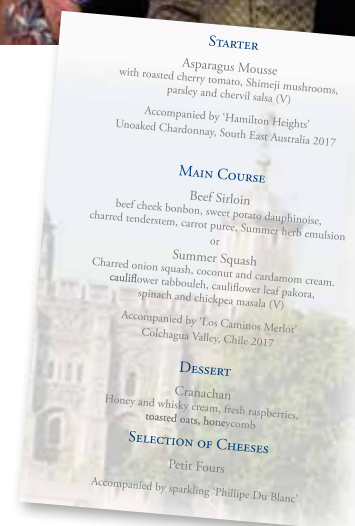 Starter
Asparagus Mousse
with roasted cherry tomato, Shimeji mushrooms,
parsley and chervil salsa (V)
Accompanied by 'Hamilton Heights'
Unoaked Chardonnay, South East Australia 2017
Main Course
Beef Sirloin
beef cheek bonbon, sweet potato dauphinoise,
charred tenderstem, carrot puree, Summer herb emulsion
or
Summer Squash
Charred onion squash, coconut and cardamom cream.
cauliflower tabbouleh, cauliflower leaf pakora,
spinach and chickpea masala (V)
Accompanied by 'Los Caminos Merlot'
Colchagua Valley, Chile 2017
Dessert
Cranachan
Honey and whisky cream, fresh raspberries,
toasted oats, honeycomb
Selection of Cheeses
Petit Fours
Accompanied by sparkling 'Phillipe Du Blanc'